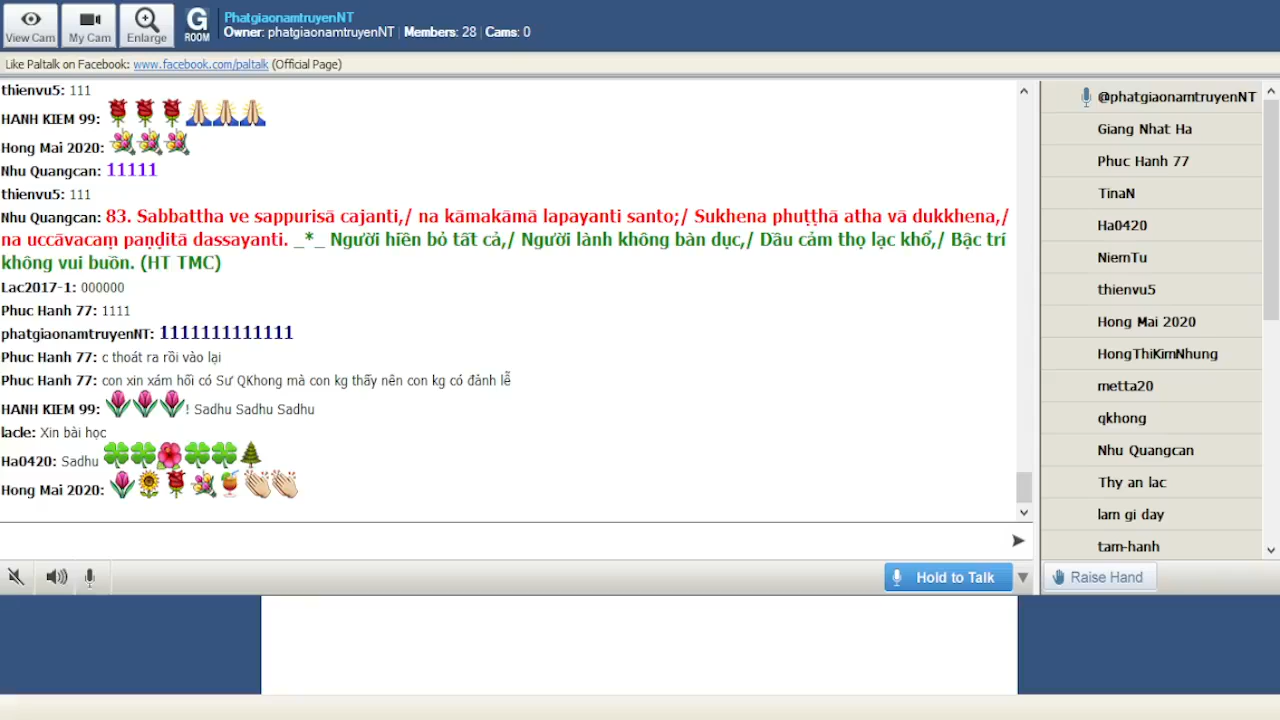 View Cam
My Cam
Enlarge
G
ROOM
PhatgiaonamtruyenNT
Owner: phatgiaonamtruyenNT | Members: 28 | Cams: 0
Like Paltalk on Facebook: www.facebook.com/paltalk (Official Page)
thienvu5: 111
HANH KIEM 99:
Hong Mai 2020:
Nhu Quangcan: 11111
thienvu5: 111
Nhu Quangcan: 83. Sabbattha ve sappurisā cajanti,/ na kāmakāmā lapayanti santo;/ Sukhena phuṭṭhā atha vā dukkhena,/
na uccāvacaṃ paṇḍitā dassayanti. _*_ Người hiền bỏ tất cả,/ Người lành không bàn dục,/ Dầu cảm thọ lạc khổ,/ Bậc trí
không vui buồn. (HT TMC)
Lac2017-1: 000000
Phuc Hanh 77: 1111
phatgiaonamtruyenNT: 1111111111111
Phuc Hanh 77: c thoát ra rồi vào lại
Phuc Hanh 77: con xin xám hối có Sư QKhong mà con kg thấy nên con kg có đảnh lễ
HANH KIEM 99: ! Sadhu Sadhu Sadhu
lacle: Xin bài học
Ha0420: Sadhu
Hong Mai 2020:
Hold to Talk
@phatgiaonamtruyenNT
Giang Nhat Ha
Phuc Hanh 77
TinaN
Ha0420
NiemTu
thienvu5
Hong Mai 2020
HongThiKimNhung
metta20
qkhong
Nhu Quangcan
Thy an lac
lam gi day
tam-hanh
Raise Hand